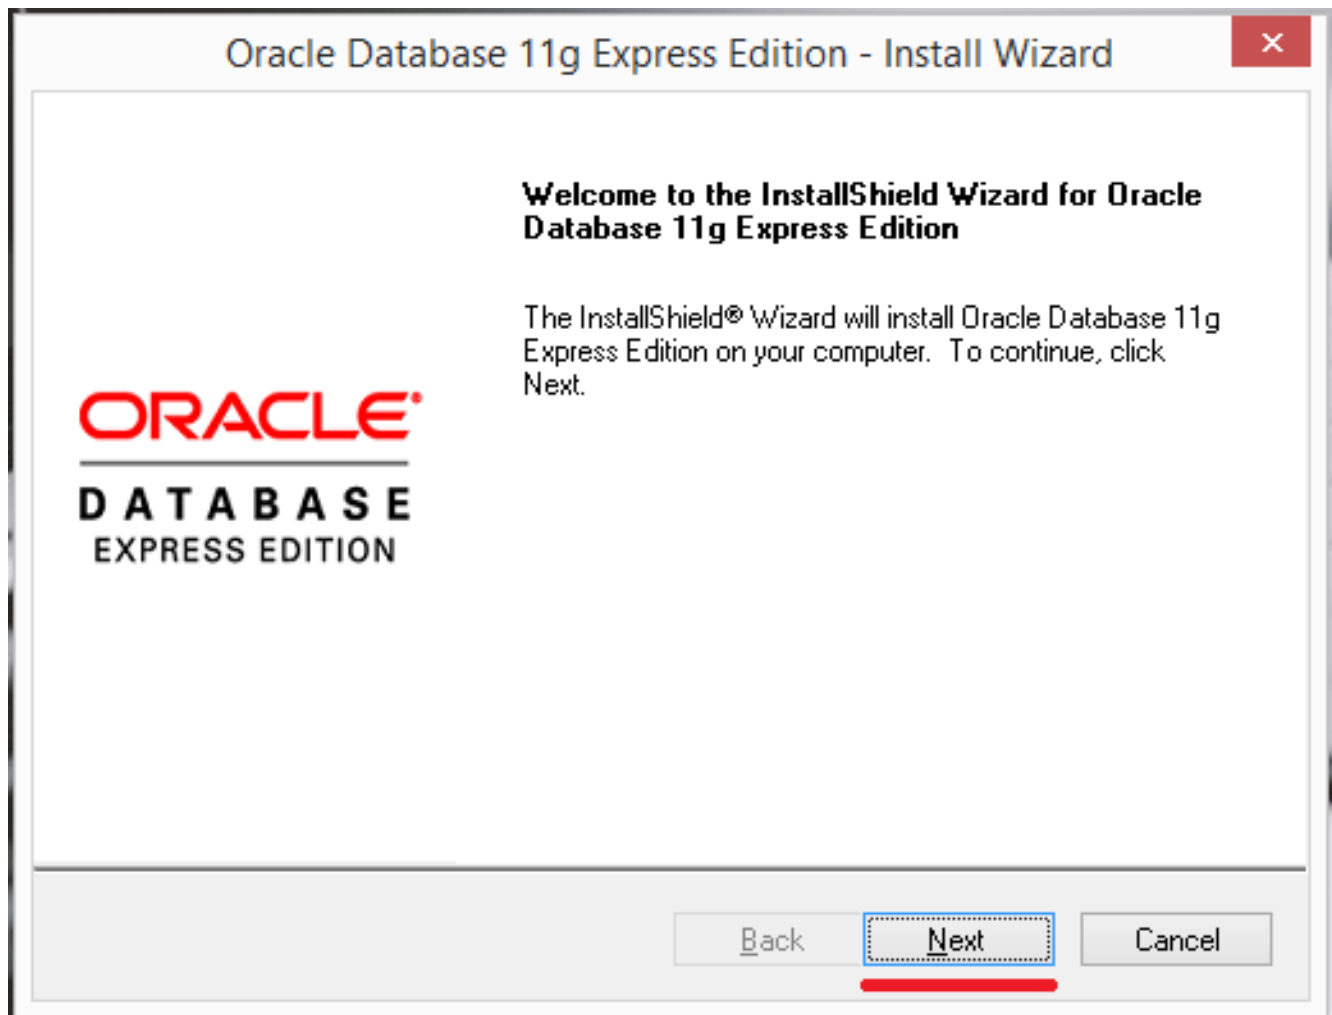 Oracle Database 11g Express Edition - Install Wizard
Welcome to the InstallShield Wizard for Oracle
Database 11g Express Edition
The InstallShield® Wizard will install Oracle Database 11g
Express Edition on your computer.  To continue, click
Next.
ORACLE
DATABASE
EXPRESS EDITION
Back
Next
Cancel